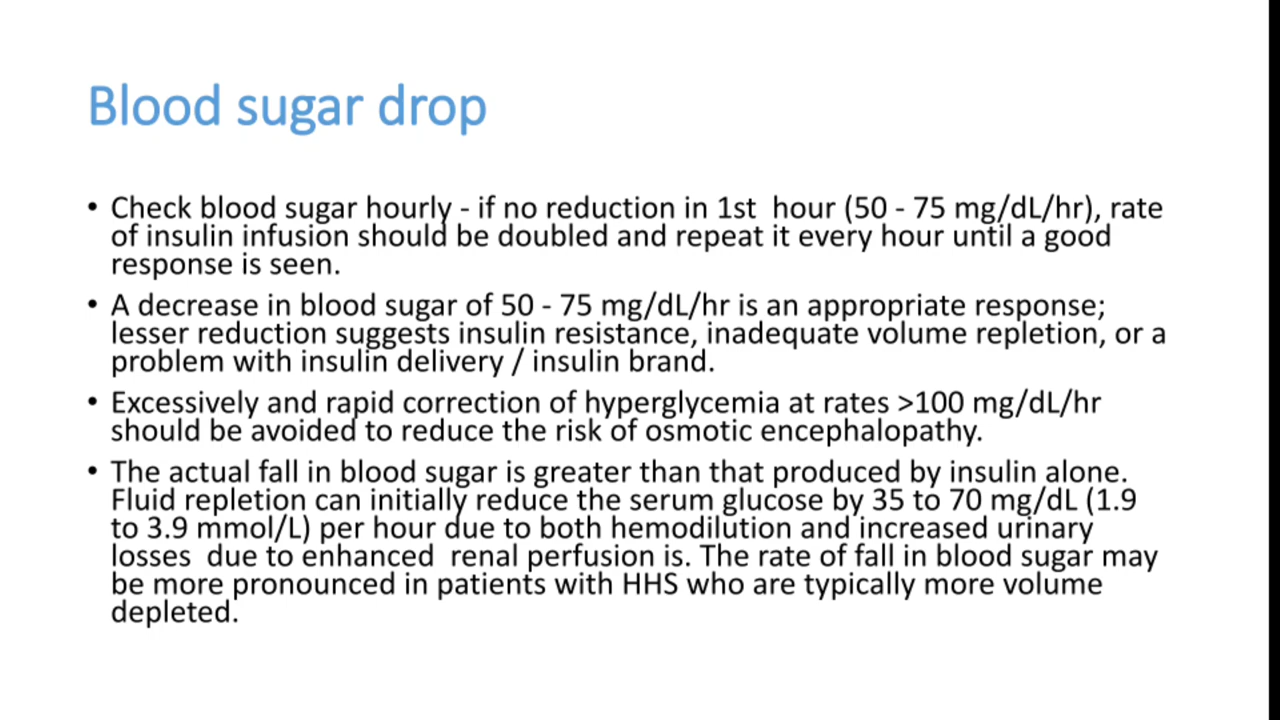 Blood sugar drop
• Check blood sugar hourly - if no reduction in 1st  hour (50 - 75 mg/dL/hr), rate
of insulin infusion should be doubled and repeat it every hour until a good
response is seen.
• A decrease in blood sugar of 50 - 75 mg/dL/hr is an appropriate response;
lesser reduction suggests insulin resistance, inadequate volume repletion, or a
problem with insulin delivery / insulin brand.
• Excessively and rapid correction of hyperglycemia at rates >100 mg/dL/hr
should be avoided to reduce the risk of osmotic encephalopathy.
• The actual fall in blood sugar is greater than that produced by insulin alone.
Fluid repletion can initially reduce the serum glucose by 35 to 70 mg/dL (1.9
to 3.9 mmol/L) per hour due to both hemodilution and increased urinary
losses  due to enhanced  renal perfusion is. The rate of fall in blood sugar may
be more pronounced in patients with HHS who are typically more volume
depleted.